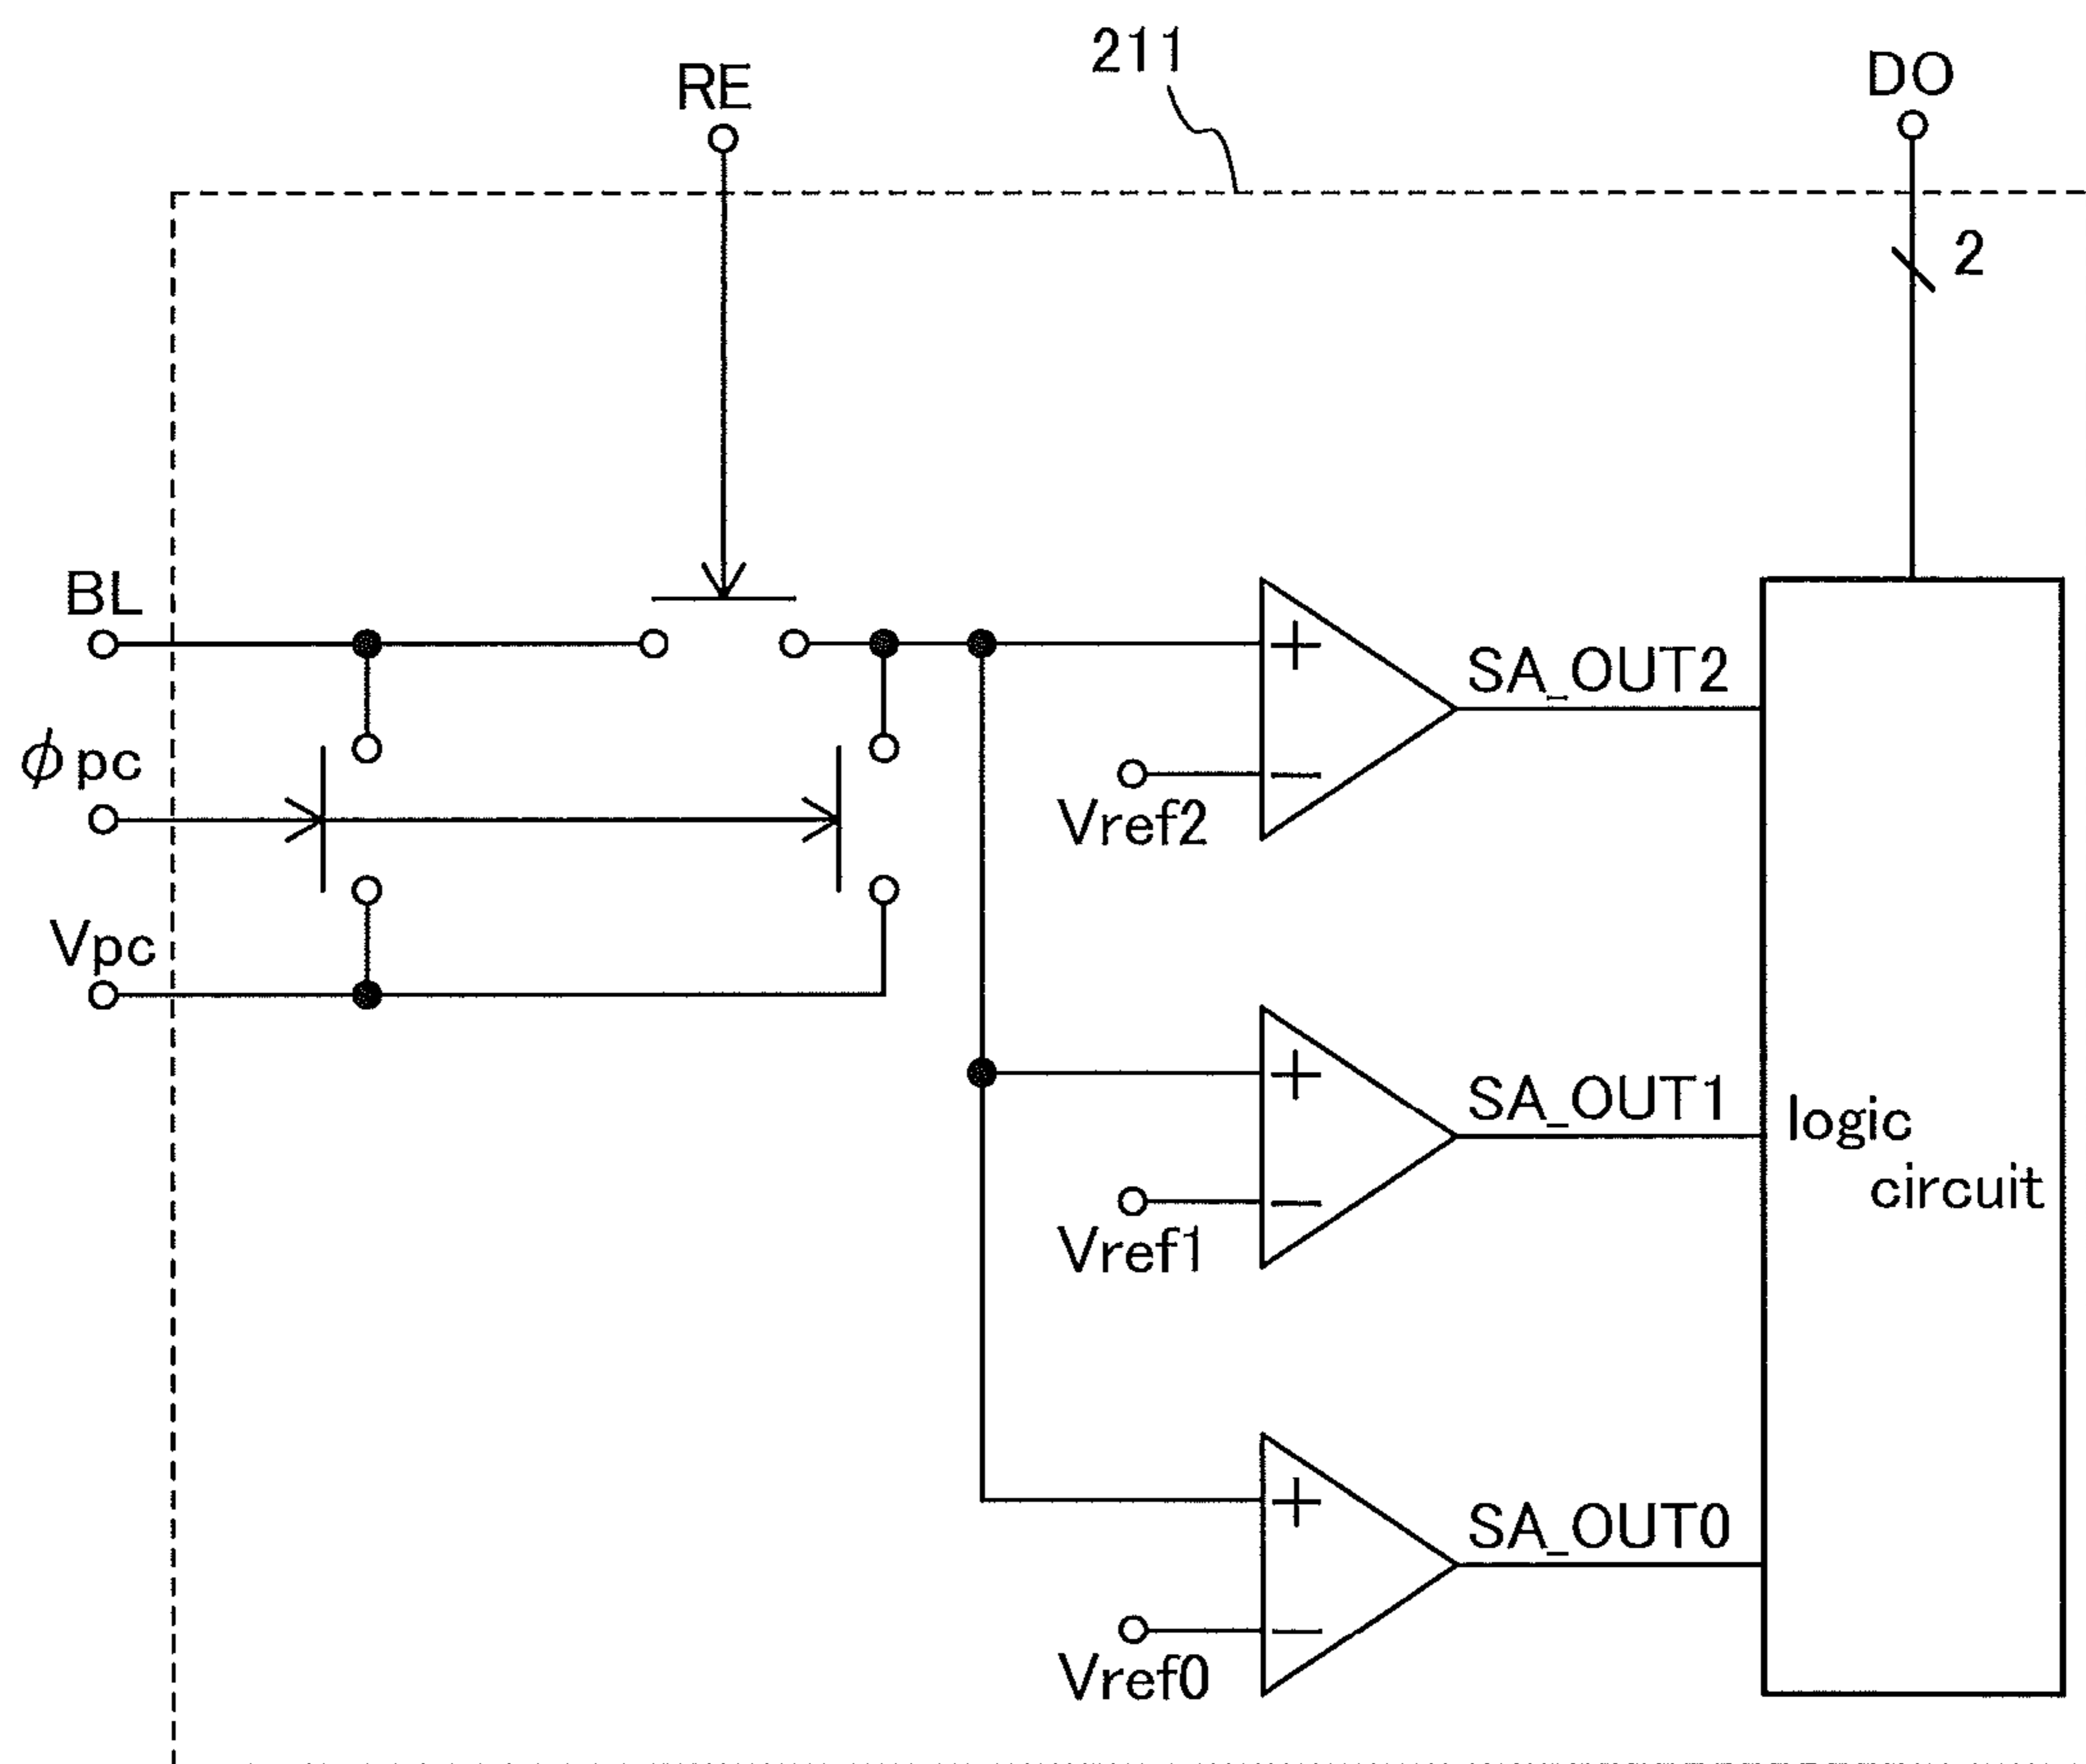 211
RE
DO
2
BL
SA_OUT2
ϕpc
Vref2
Vpc
SA_OUT1
logic
circuit
Vref1
SA_OUT0
Vref0